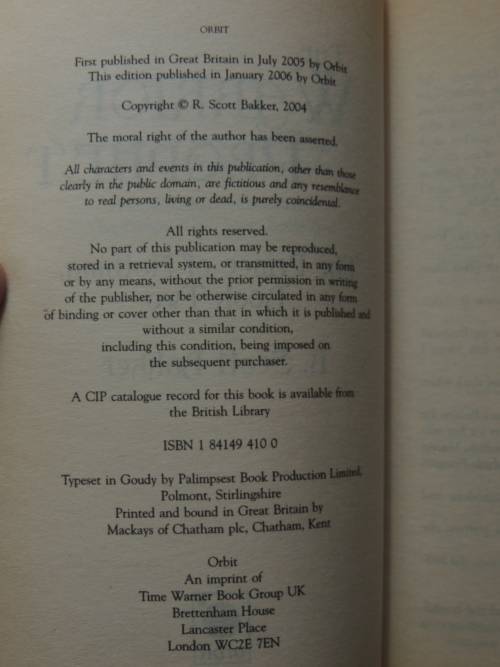 ORBIT
First published in Great Britain in July 2005 by Orbit
This edition published in January 2006 by Orbit
Copyright © R. Scott Bakker, 2004
The moral right of the author has been asserted.
All characters and events in this publication, other than those
clearly in the public domain, are fictitious and any resemblance
to real persons, living or dead, is purely coincidental.
All rights reserved.
No part of this publication may be reproduced,
stored in a retrieval system, or transmitted, in any form
or by any means, without the prior permission in writing
of the publisher, nor be otherwise circulated in any form
of binding or cover other than that in which it is published and
without a similar condition,
including this condition, being imposed on
the subsequent purchaser.
A CIP catalogue record for this book is available from
the British Library
ISBN 1 84149 410 0
Typeset in Goudy by Palimpsest Book Production Limited,
Polmont, Stirlingshire
Printed and bound in Great Britain by
Mackays of Chatham plc, Chatham, Kent
Orbit
An imprint of
Time Warner Book Group UK
Brettenham House
Lancaster Place
London WC2E 7EN